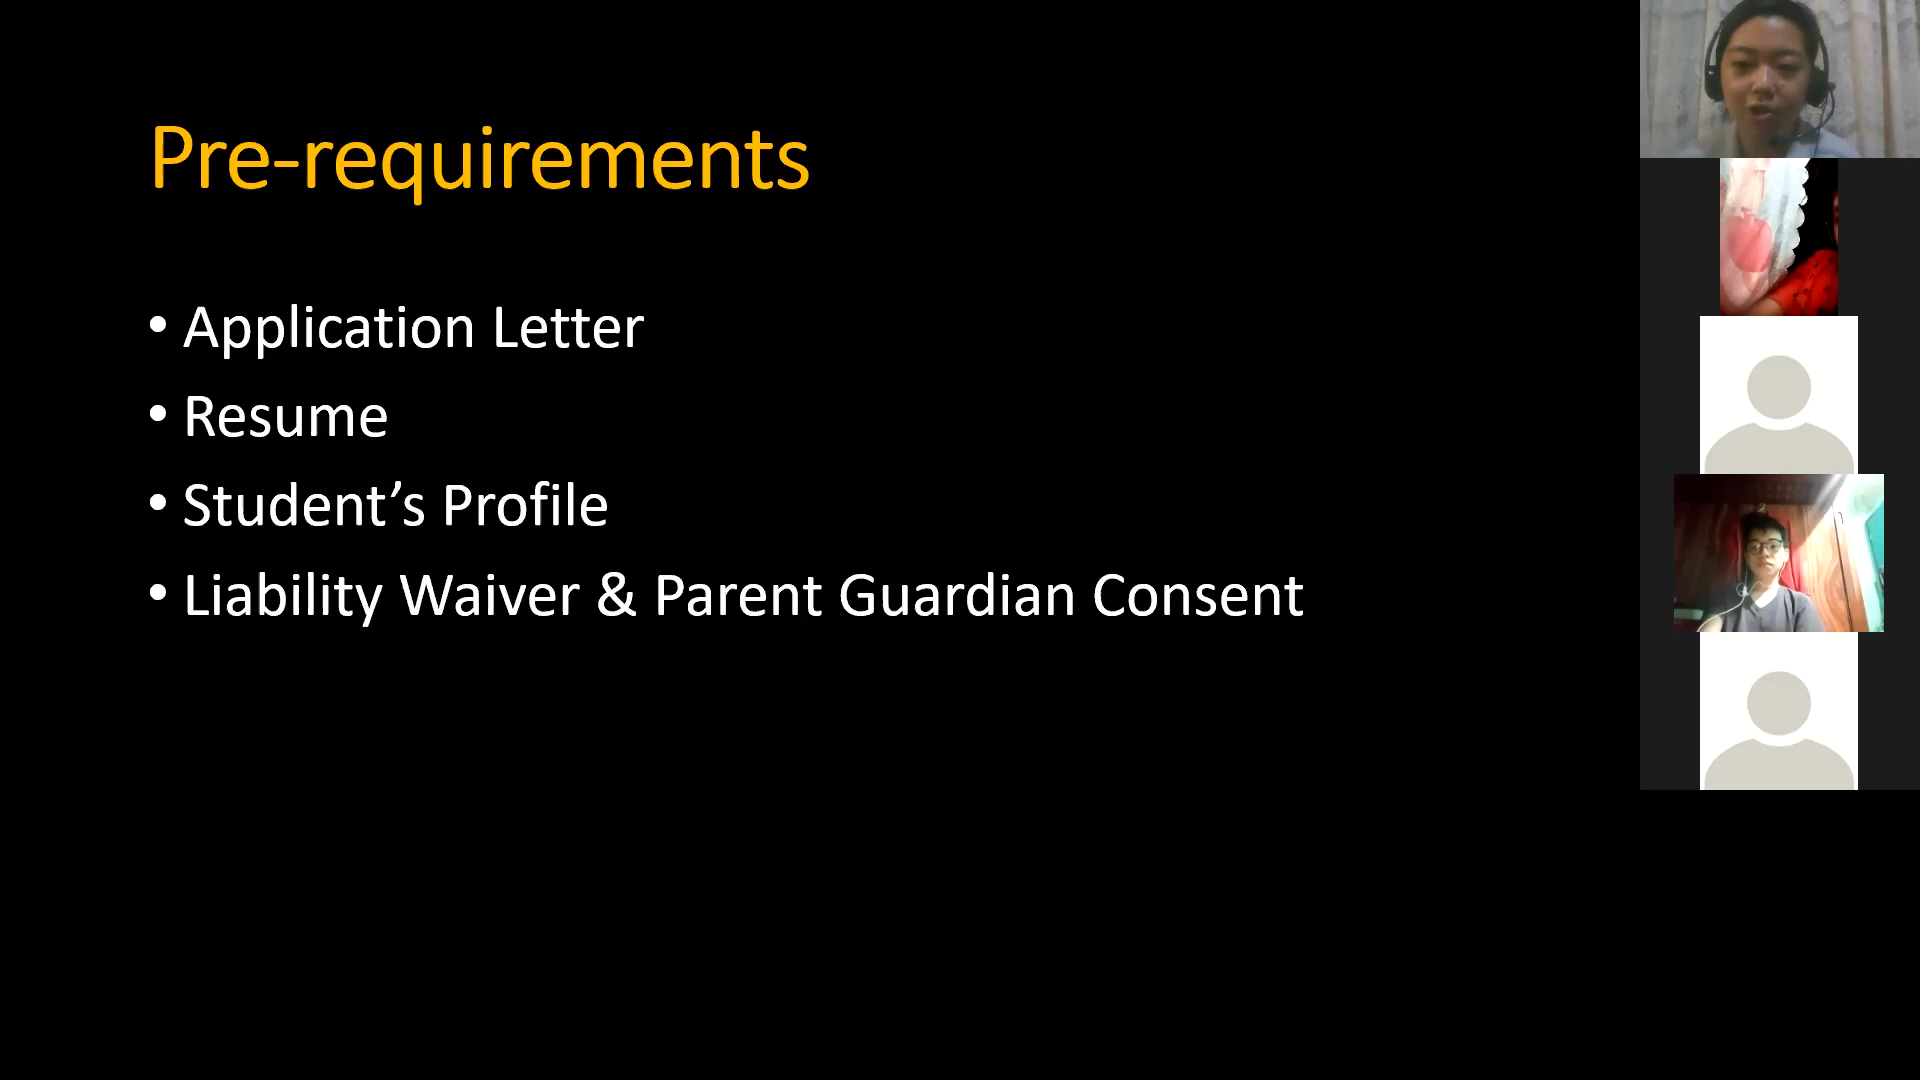 Pre-requirements
• Application Letter
• Resume
• Student’s Profile
• Liability Waiver & Parent Guardian Consent